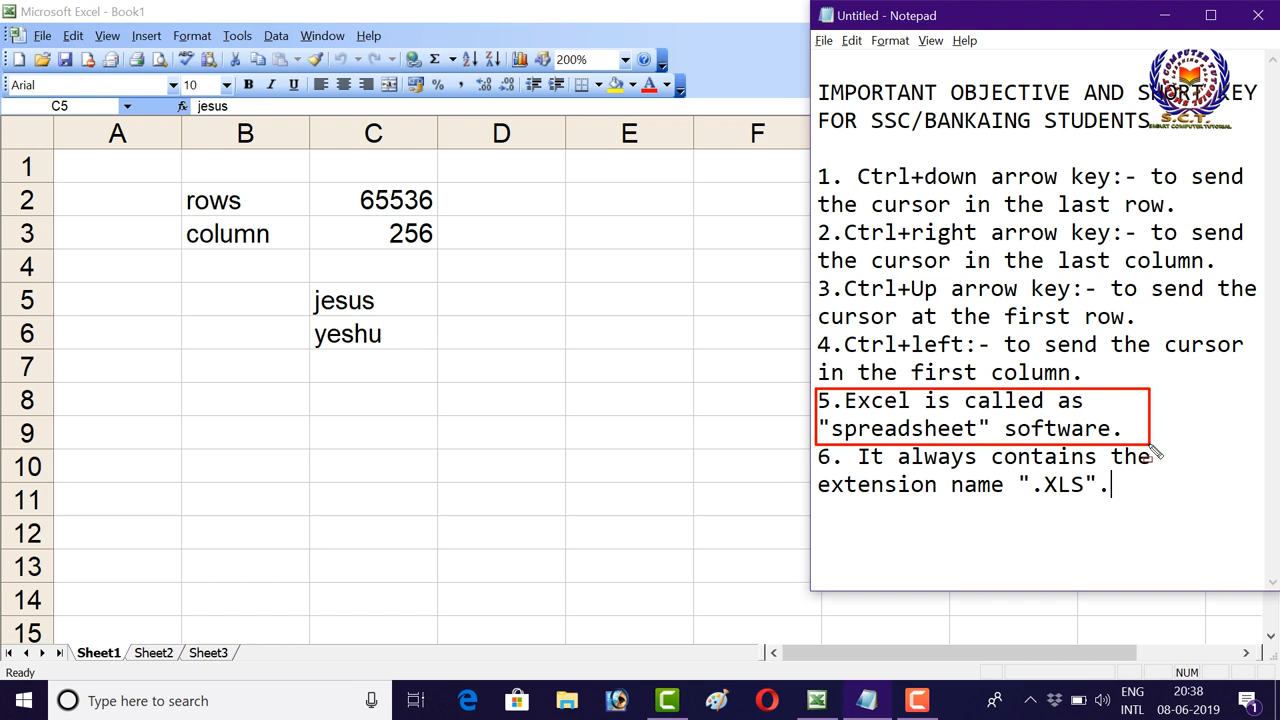 Microsoft Excel - Book1
File Edit View Insert Format Tools Data Window Help
200%
Arial 10
C5 fx jesus
A B C D E F
1
2 rows 65536
3 column 256
4
5 jesus
6 yeshu
7
8
9
10
11
12
13
14
15
Sheet1 Sheet2 Sheet3
Ready
NUM
Untitled - Notepad
File Edit Format View Help
IMPORTANT OBJECTIVE AND SHORT KEY
FOR SSC/BANKAING STUDENTS
1. Ctrl+down arrow key:- to send
the cursor in the last row.
2.Ctrl+right arrow key:- to send
the cursor in the last column.
3.Ctrl+Up arrow key:- to send the
cursor at the first row.
4.Ctrl+left:- to send the cursor
in the first column.
5.Excel is called as
"spreadsheet" software.
6. It always contains the
extension name ".XLS".
S.C.T.
Type here to search
ENG
INTL
20:38
08-06-2019
1